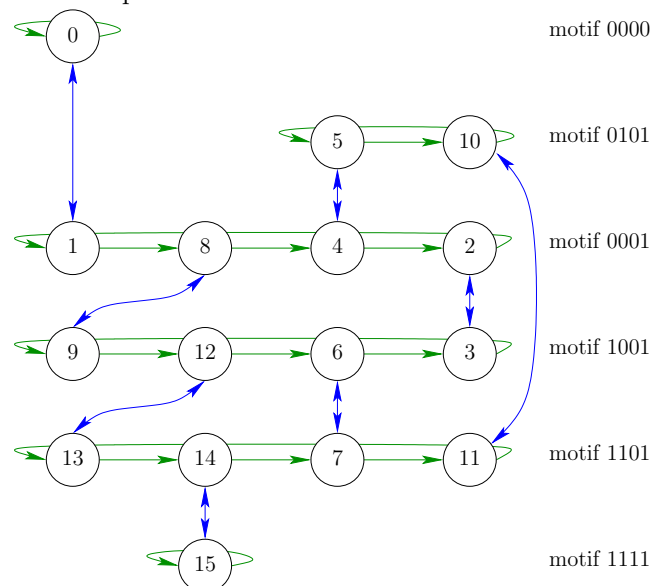 0 motif 0000
5 10 motif 0101
1 8 4 2 motif 0001
9 12 6 3 motif 1001
13 14 7 11 motif 1101
15 motif 1111